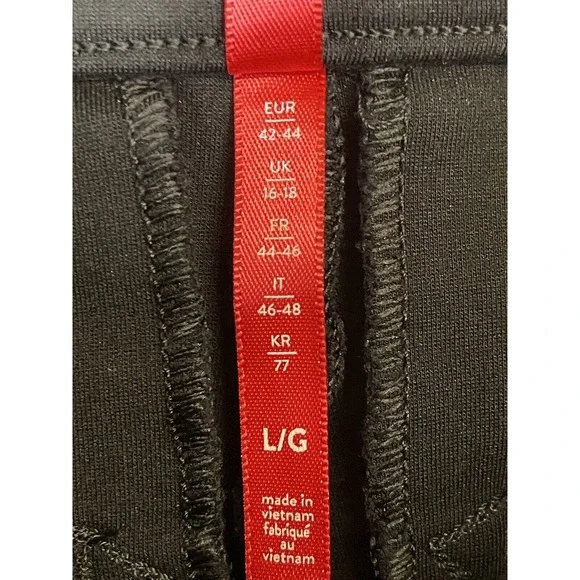 EUR
42-44
UK
16-18
FR
44-46
IT
46-48
KR
77
L/G
made in
vietnam
fabriqué
au
vietnam